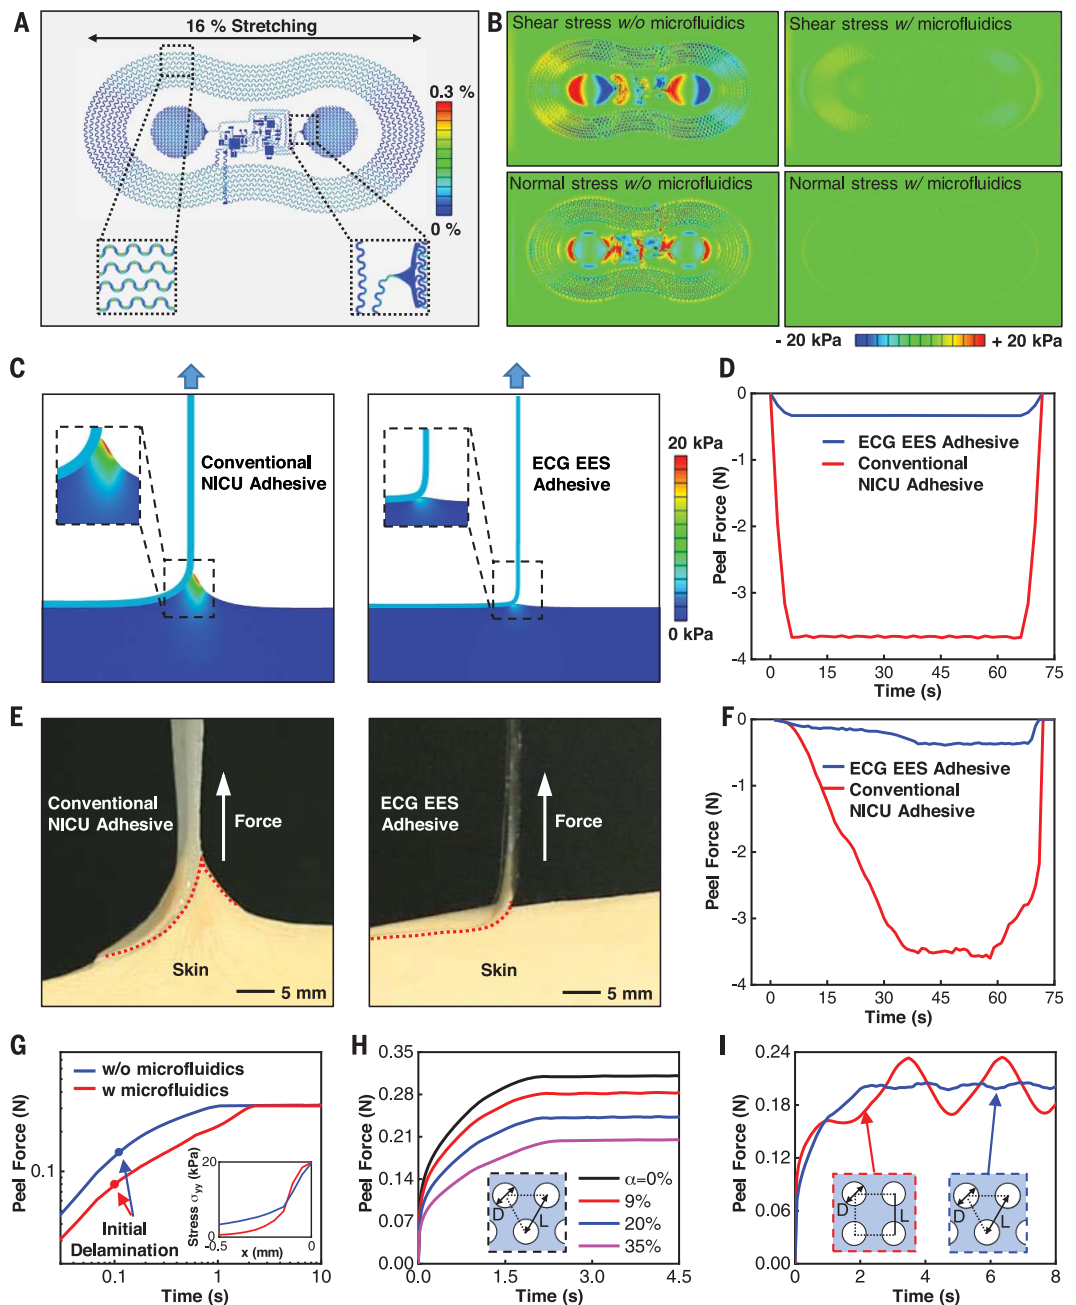 A
16 % Stretching
0.3 %
0 %
B
Shear stress w/o microfluidics
Shear stress w/ microfluidics
Normal stress w/o microfluidics
Normal stress w/ microfluidics
- 20 kPa
+ 20 kPa
C
Conventional
NICU Adhesive
ECG EES
Adhesive
20 kPa
0 kPa
D
Peel Force (N)
0
-1
-2
-3
-4
ECG EES Adhesive
Conventional
NICU Adhesive
0 15 30 45 60 75
Time (s)
E
Conventional
NICU Adhesive
Force
Skin
5 mm
ECG EES
Adhesive
Force
Skin
5 mm
F
Peel Force (N)
0
-1
-2
-3
-4
ECG EES Adhesive
Conventional
NICU Adhesive
0 15 30 45 60 75
Time (s)
G
Peel Force (N)
0.1
w/o microfluidics
w microfluidics
Initial
Delamination
Stress σyy (kPa)
20
0
-0.5 0
x (mm)
0.1 1 10
Time (s)
H
Peel Force (N)
0.35
0.28
0.21
0.14
0.07
0.00
D
L
α=0%
9%
20%
35%
0.0 1.5 3.0 4.5
Time (s)
I
Peel Force (N)
0.24
0.18
0.12
0.06
0.00
D
L
D
L
0 2 4 6 8
Time (s)